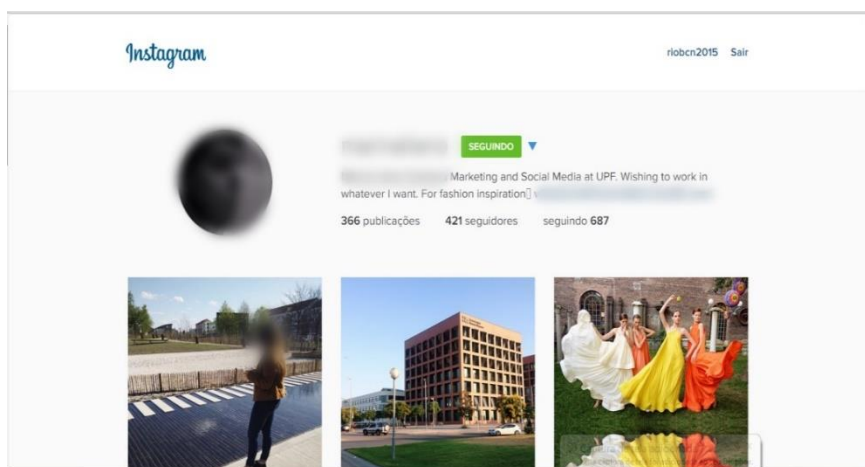 Instagram
riobcn2015 Sair
SEGUINDO
Marketing and Social Media at UPF. Wishing to work in
whatever I want. For fashion inspiration
366 publicações 421 seguidores seguindo 687